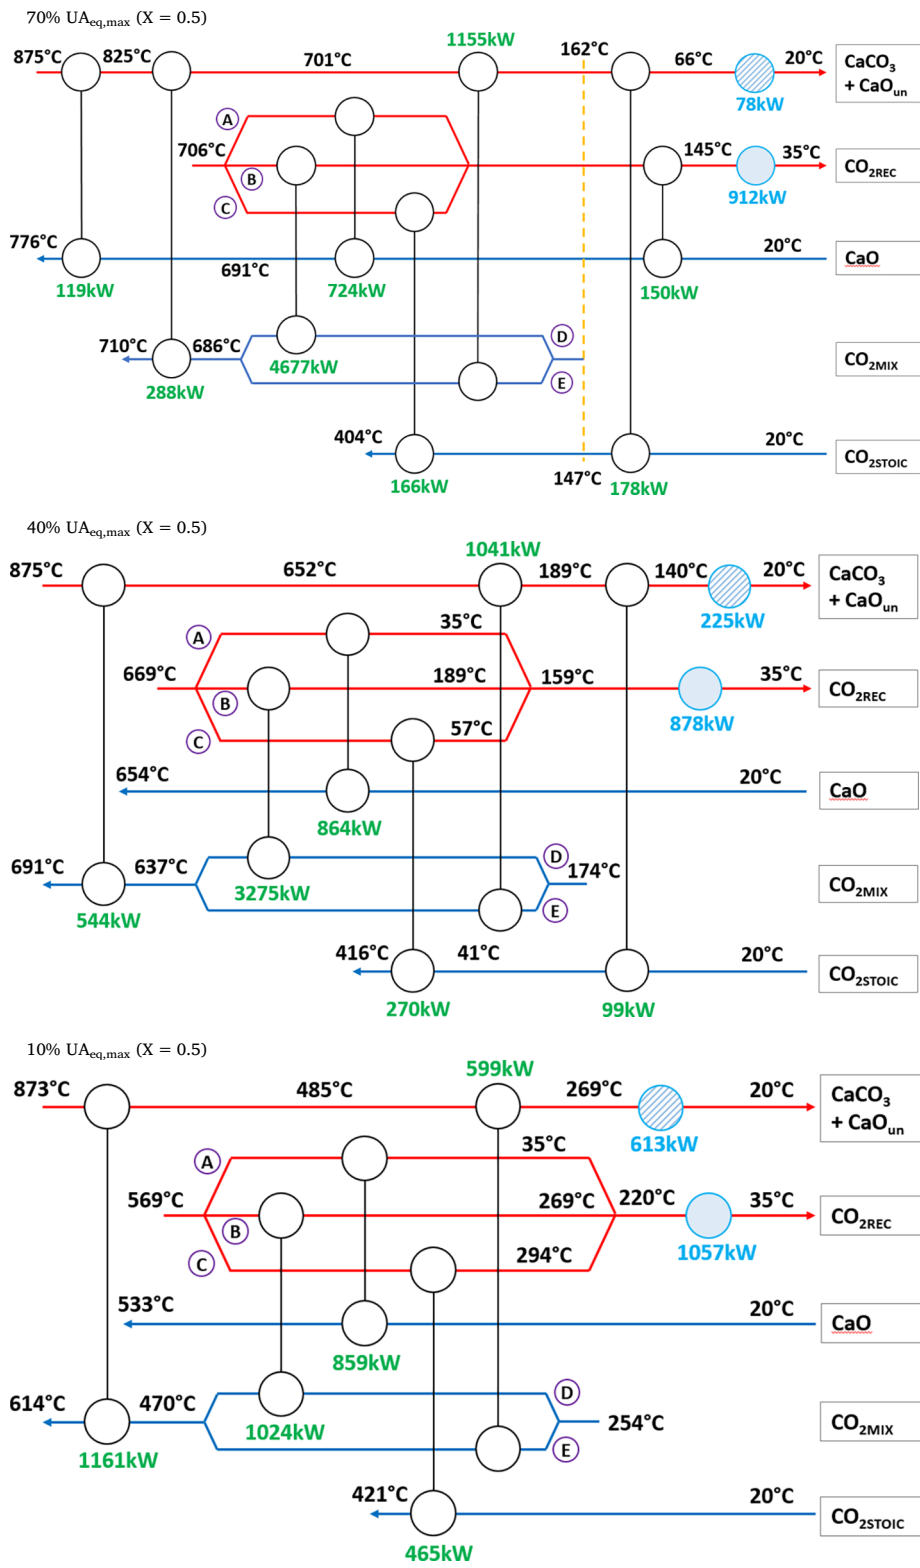 70% UAeq,max (X = 0.5)
1155kW
875°C 825°C 701°C 162°C 66°C 20°C CaCO3
+ CaOun
78kW
A
706°C 145°C 35°C CO2REC
B
C
912kW
776°C 691°C 20°C CaO
119kW 724kW 150kW
D
710°C 686°C CO2MIX
4677kW
E
288kW
404°C 20°C CO2STOIC
166kW 147°C 178kW
40% UAeq,max (X = 0.5)
1041kW
875°C 652°C 189°C 140°C 20°C CaCO3
+ CaOun
225kW
A 35°C
669°C 189°C 159°C 35°C CO2REC
B
878kW
C 57°C
654°C 20°C CaO
864kW
D
691°C 637°C 174°C CO2MIX
3275kW
E
544kW
416°C 41°C 20°C CO2STOIC
270kW 99kW
10% UAeq,max (X = 0.5)
599kW
873°C 485°C 269°C 20°C CaCO3
+ CaOun
613kW
A 35°C
569°C 269°C 220°C 35°C CO2REC
B
1057kW
C 294°C
533°C 20°C CaO
859kW
D
614°C 470°C 254°C CO2MIX
1024kW
E
1161kW
421°C 20°C CO2STOIC
465kW